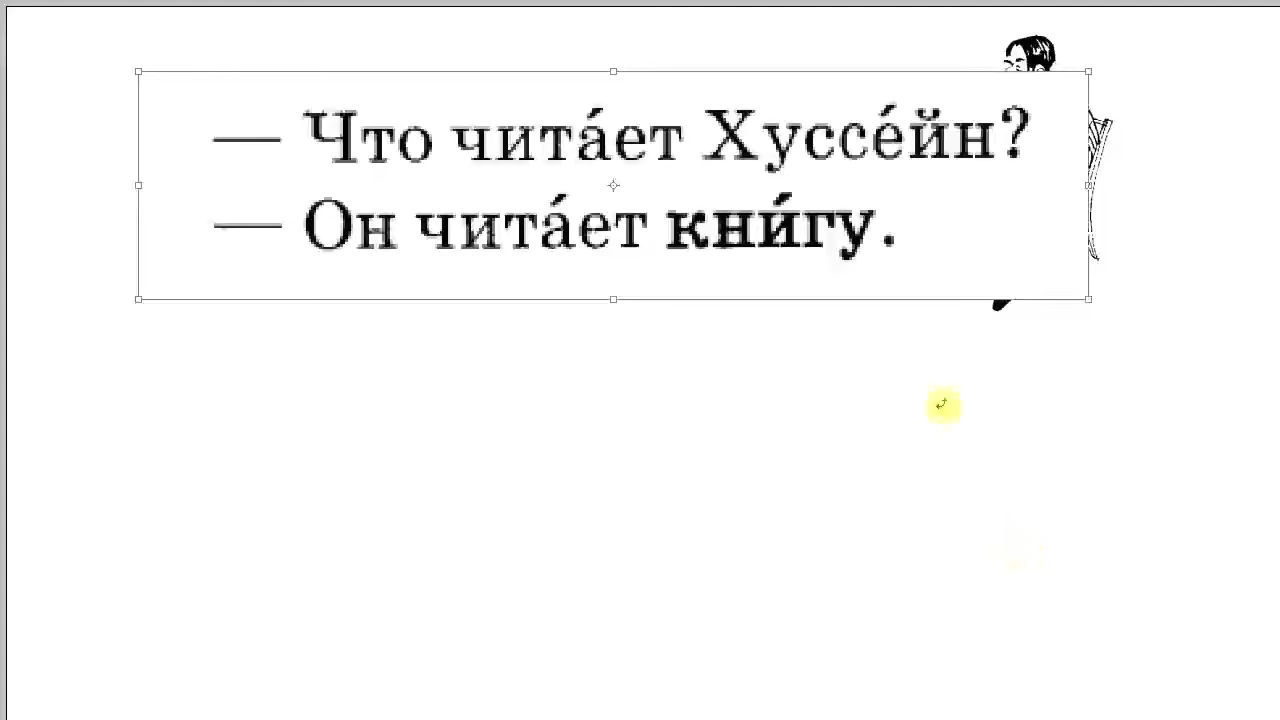 — Что чита́ет Хуссе́йн?
— Он чита́ет кни́гу.